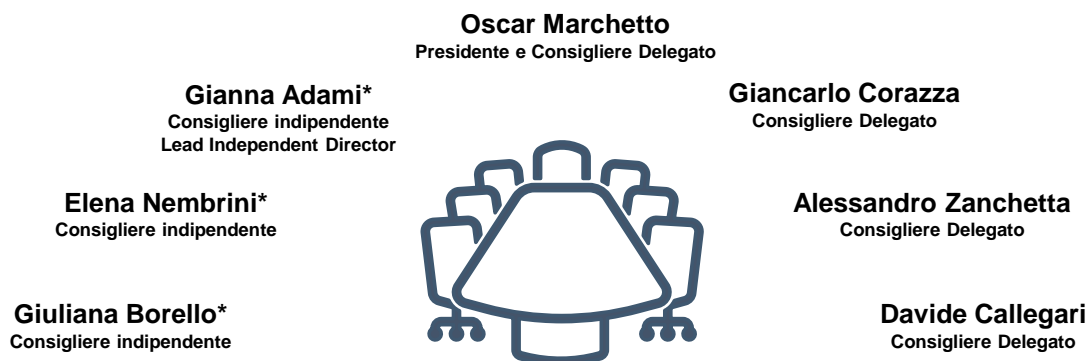 Oscar Marchetto
Presidente e Consigliere Delegato
Gianna Adami*
Consigliere indipendente
Lead Independent Director
Giancarlo Corazza
Consigliere Delegato
Elena Nembrini*
Consigliere indipendente
Alessandro Zanchetta
Consigliere Delegato
Giuliana Borello*
Consigliere indipendente
Davide Callegari
Consigliere Delegato